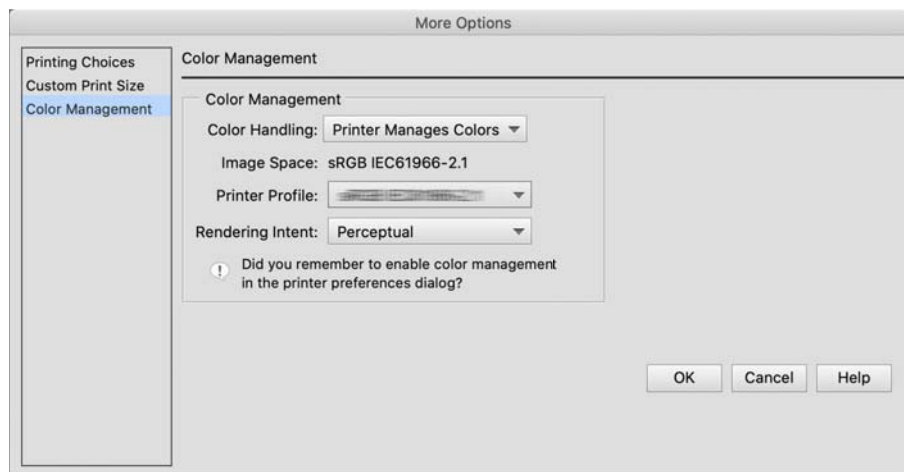 More Options
Printing Choices
Custom Print Size
Color Management
Color Management
Color Management
Color Handling: Printer Manages Colors
Image Space: sRGB IEC61966-2.1
Printer Profile:
Rendering Intent: Perceptual
Did you remember to enable color management
in the printer preferences dialog?
OK Cancel Help